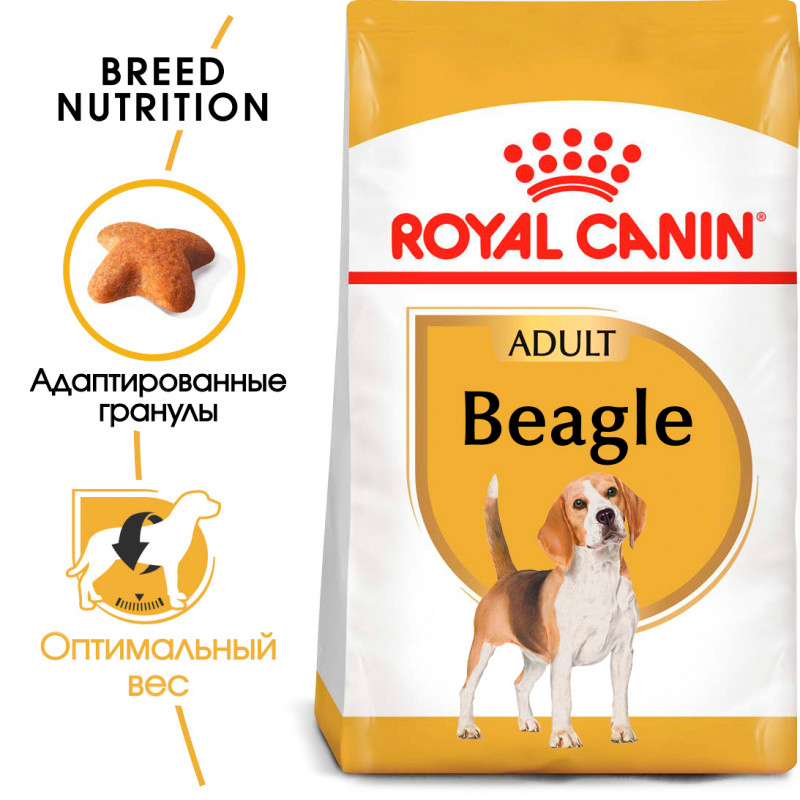 BREED
NUTRITION
Адаптированные
гранулы
Оптимальный
вес
ROYAL CANIN®
ADULT
Beagle